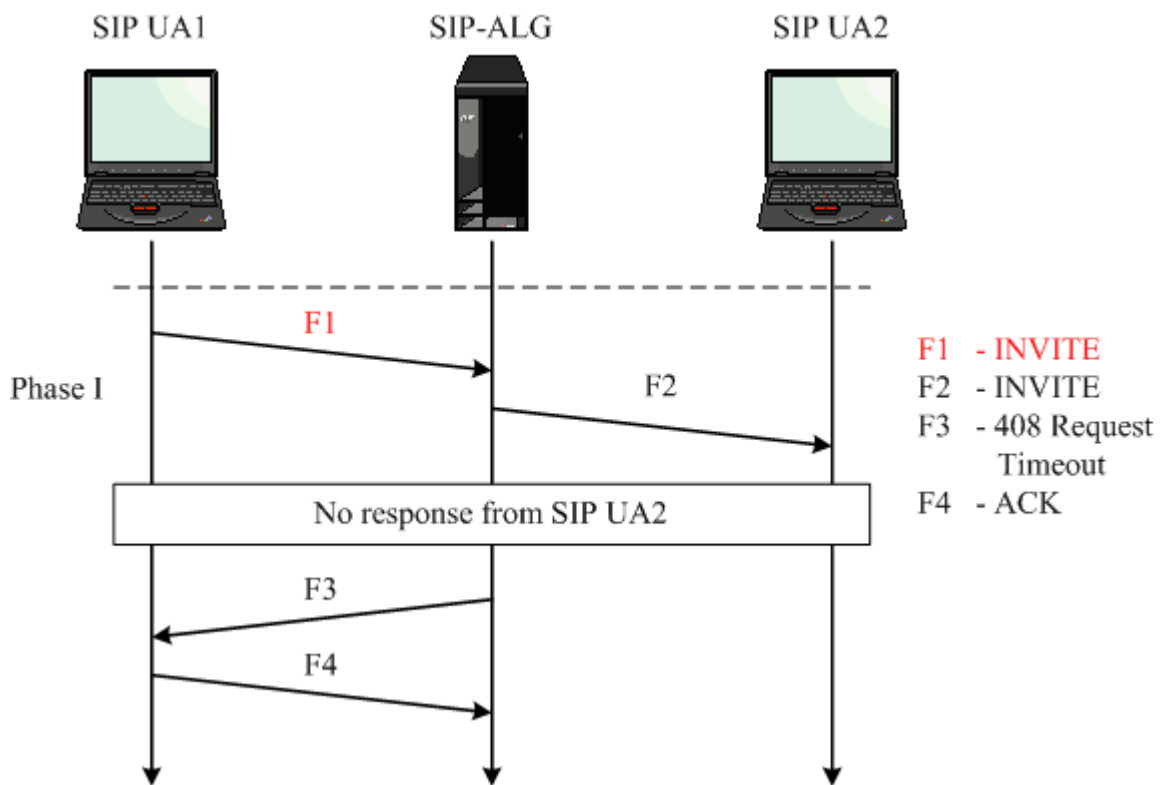 SIP UA1
SIP-ALG
SIP UA2
F1
F2
Phase I
F1 - INVITE
F2 - INVITE
F3 - 408 Request
Timeout
F4 - ACK
No response from SIP UA2
F3
F4